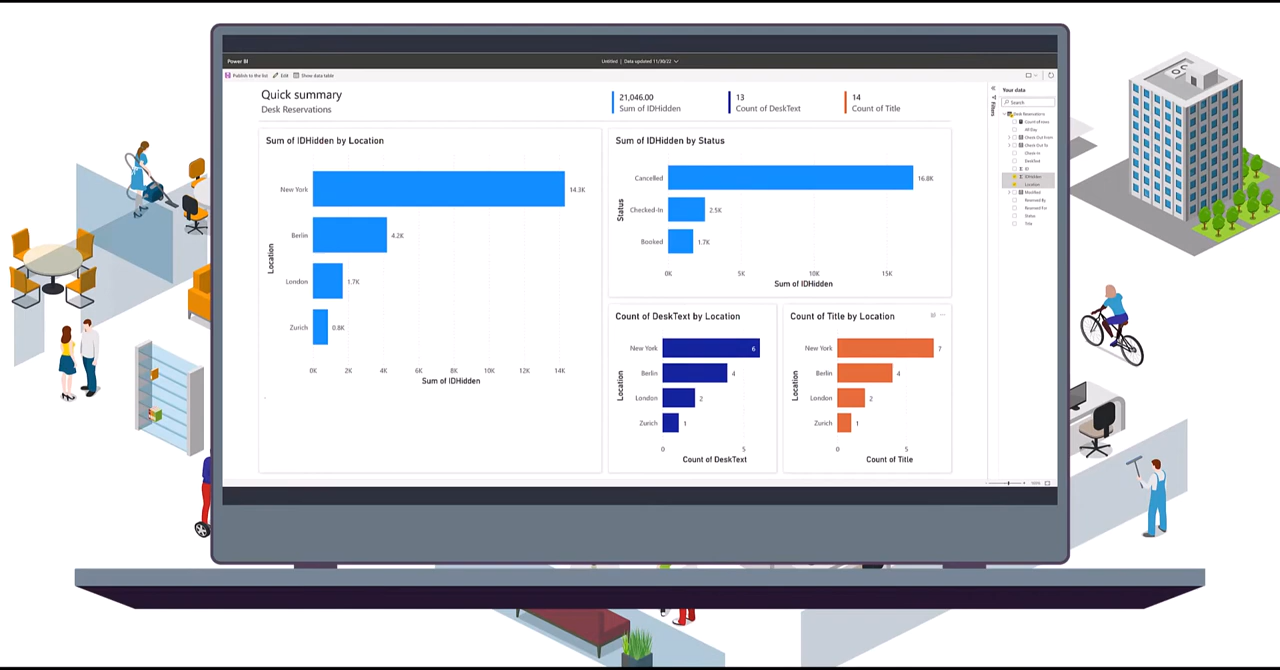 Power BI
Untitled | Data updated 11/30/22
Publish to the list
Edit
Show data table
Quick summary
Desk Reservations
21,046.00
Sum of IDHidden
13
Count of DeskText
14
Count of Title
Sum of IDHidden by Location
Location
New York
14.3K
Berlin
4.2K
London
1.7K
Zurich
0.8K
0K 2K 4K 6K 8K 10K 12K 14K
Sum of IDHidden
Sum of IDHidden by Status
Status
Cancelled
16.8K
Checked-In
2.5K
Booked
1.7K
0K 5K 10K 15K
Sum of IDHidden
Count of DeskText by Location
Location
New York
6
Berlin
4
London
2
Zurich
1
0 5
Count of DeskText
Count of Title by Location
Location
New York
7
Berlin
4
London
2
Zurich
1
0 5
Count of Title
Filters
Your data
Search
Desk Reservations
Count of rows
All Day
Check Out From
Check Out To
Check-In
DeskText
ID
IDHidden
Location
Modified
Reserved By
Reserved For
Status
Title